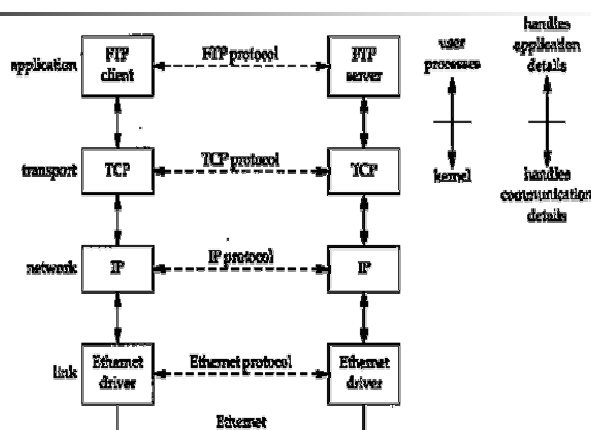 application
FTP
client
FTP protocol
FTP
server
user
processes
handles
application
details
transport
TCP
TCP protocol
TCP
kernel
handles
communication
details
network
IP
IP protocol
IP
link
Ethernet
driver
Ethernet protocol
Ethernet
driver
Ethernet